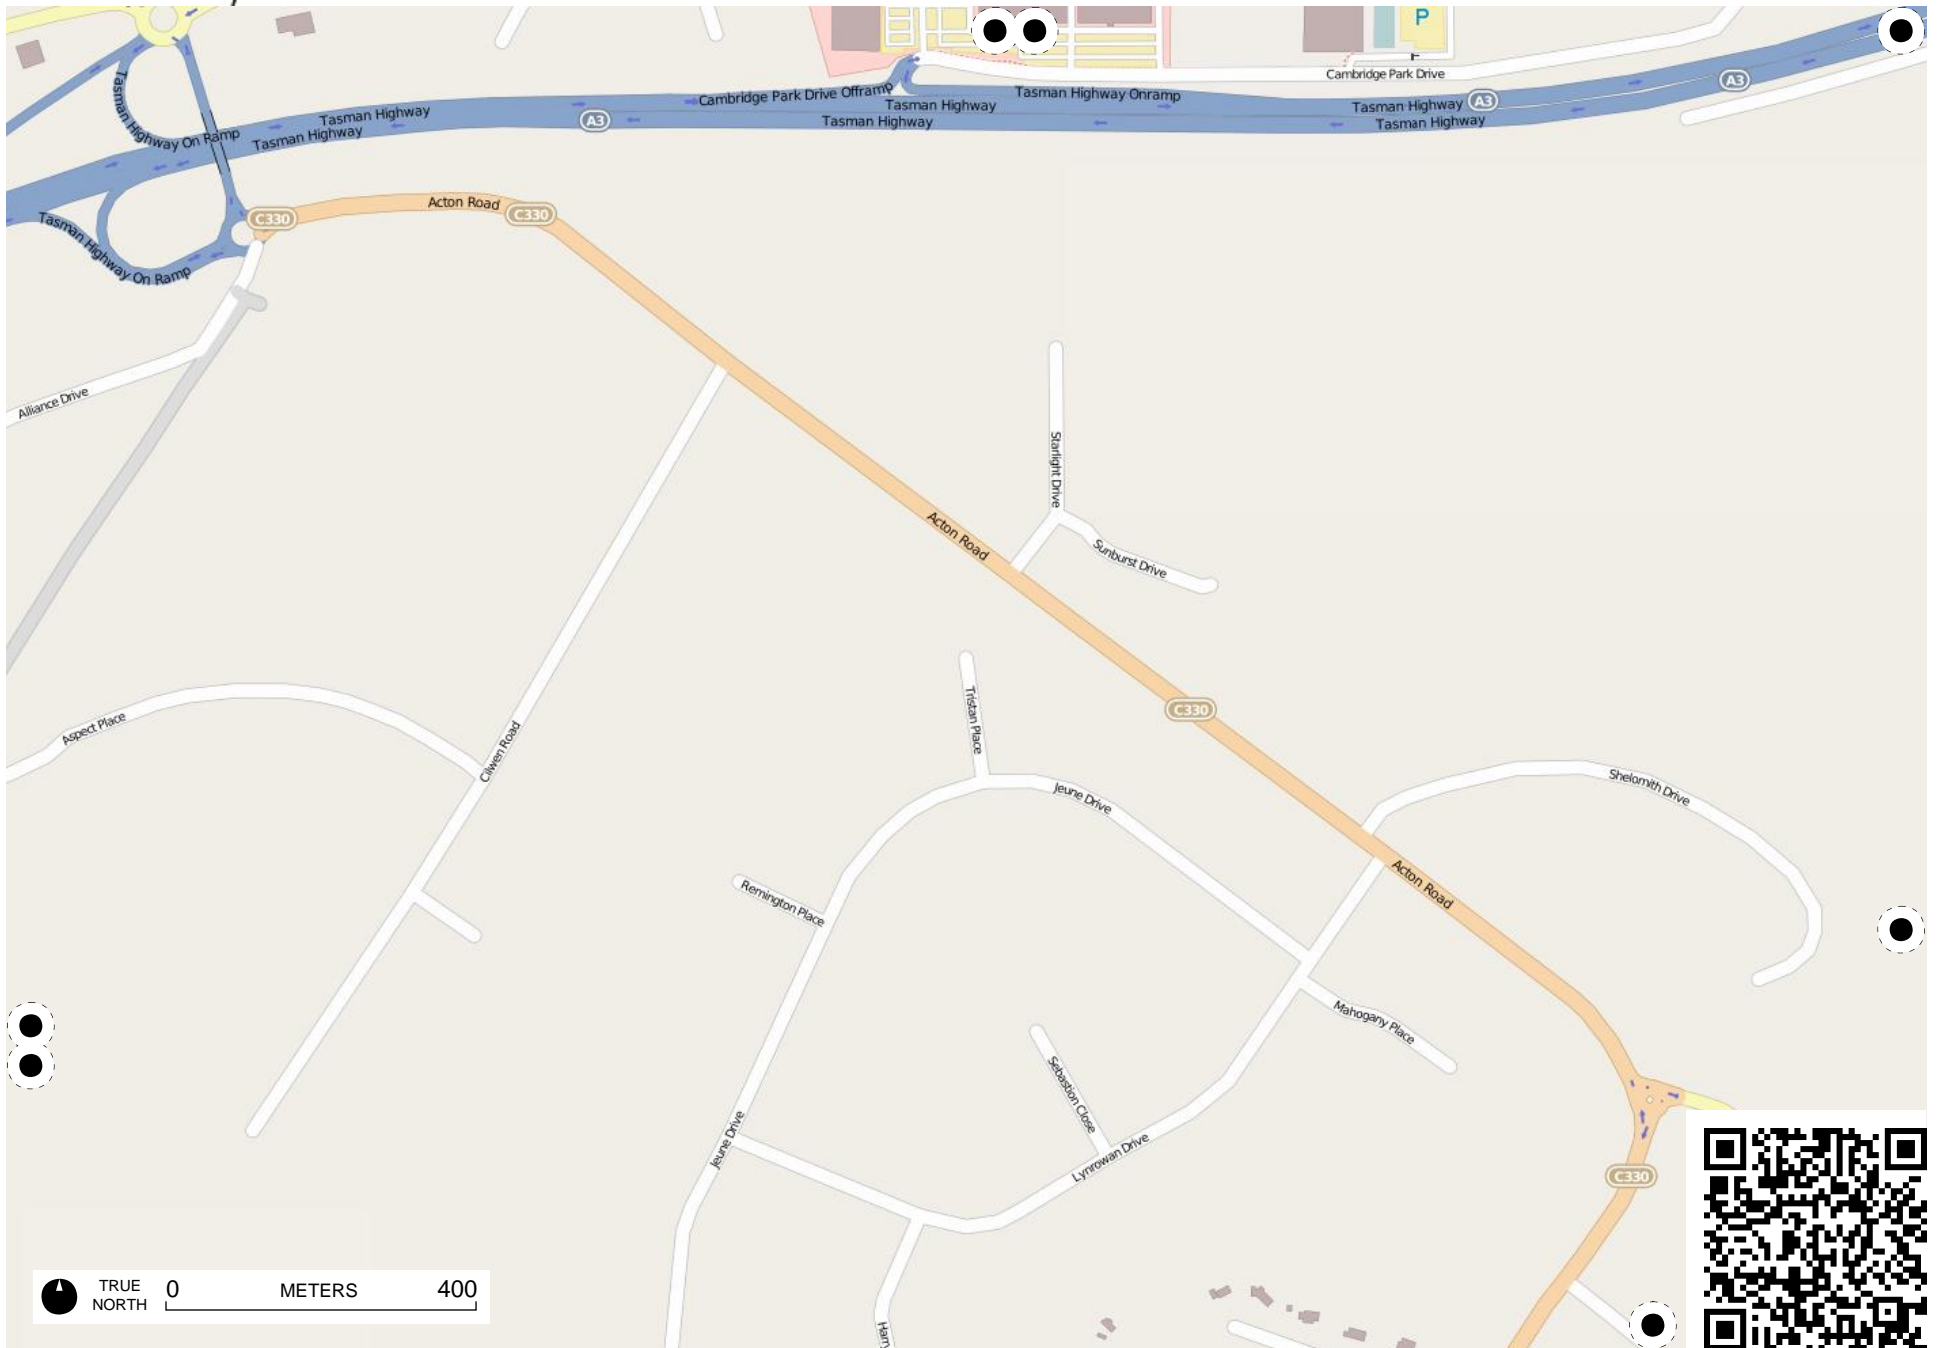 P
Cambridge Park Drive
A3
Cambridge Park Drive Offramp
Tasman Highway Onramp
Tasman Highway
Tasman Highway
Tasman Highway
A3
A3
Tasman Highway
Tasman Highway
Tasman Highway
Tasman Highway
Tasman Highway On Ramp
Tasman Highway On Ramp
C330
Acton Road
C330
Alliance Drive
Starlight Drive
Acton Road
Sunburst Drive
C330
Tristan Place
Aspect Place
Cilwen Road
Jeune Drive
Shelomith Drive
Acton Road
Remington Place
Mahogany Place
Sebastion Close
Jeune Drive
Lynrowan Drive
C330
TRUE
NORTH
0 METERS 400